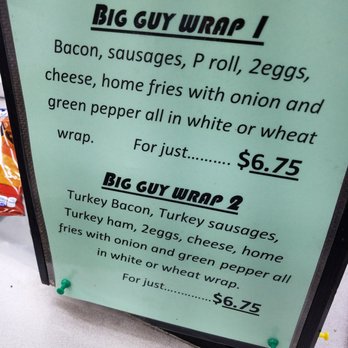 BIG GUY WRAP 1
Bacon, sausages, P roll, 2eggs,
cheese, home fries with onion and
green pepper all in white or wheat
wrap. For just.......... $6.75
BIG GUY WRAP 2
Turkey Bacon, Turkey sausages,
Turkey ham, 2eggs, cheese, home
fries with onion and green pepper all
in white or wheat wrap.
For just..............$6.75